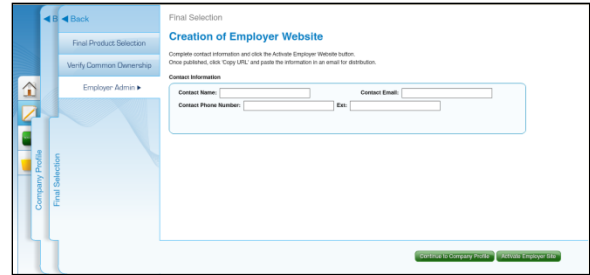 B
Back
Final Product Selection
Verify Common Ownership
Employer Admin
Company Profile
Final Selection
Final Selection
Creation of Employer Website
Complete contact information and click the Activate Employer Website button.
Once published, click 'Copy URL' and paste the information in an email for distribution.
Contact Information
Contact Name: Contact Email:
Contact Phone Number: Ext:
Continue to Company Profile Activate Employer Site